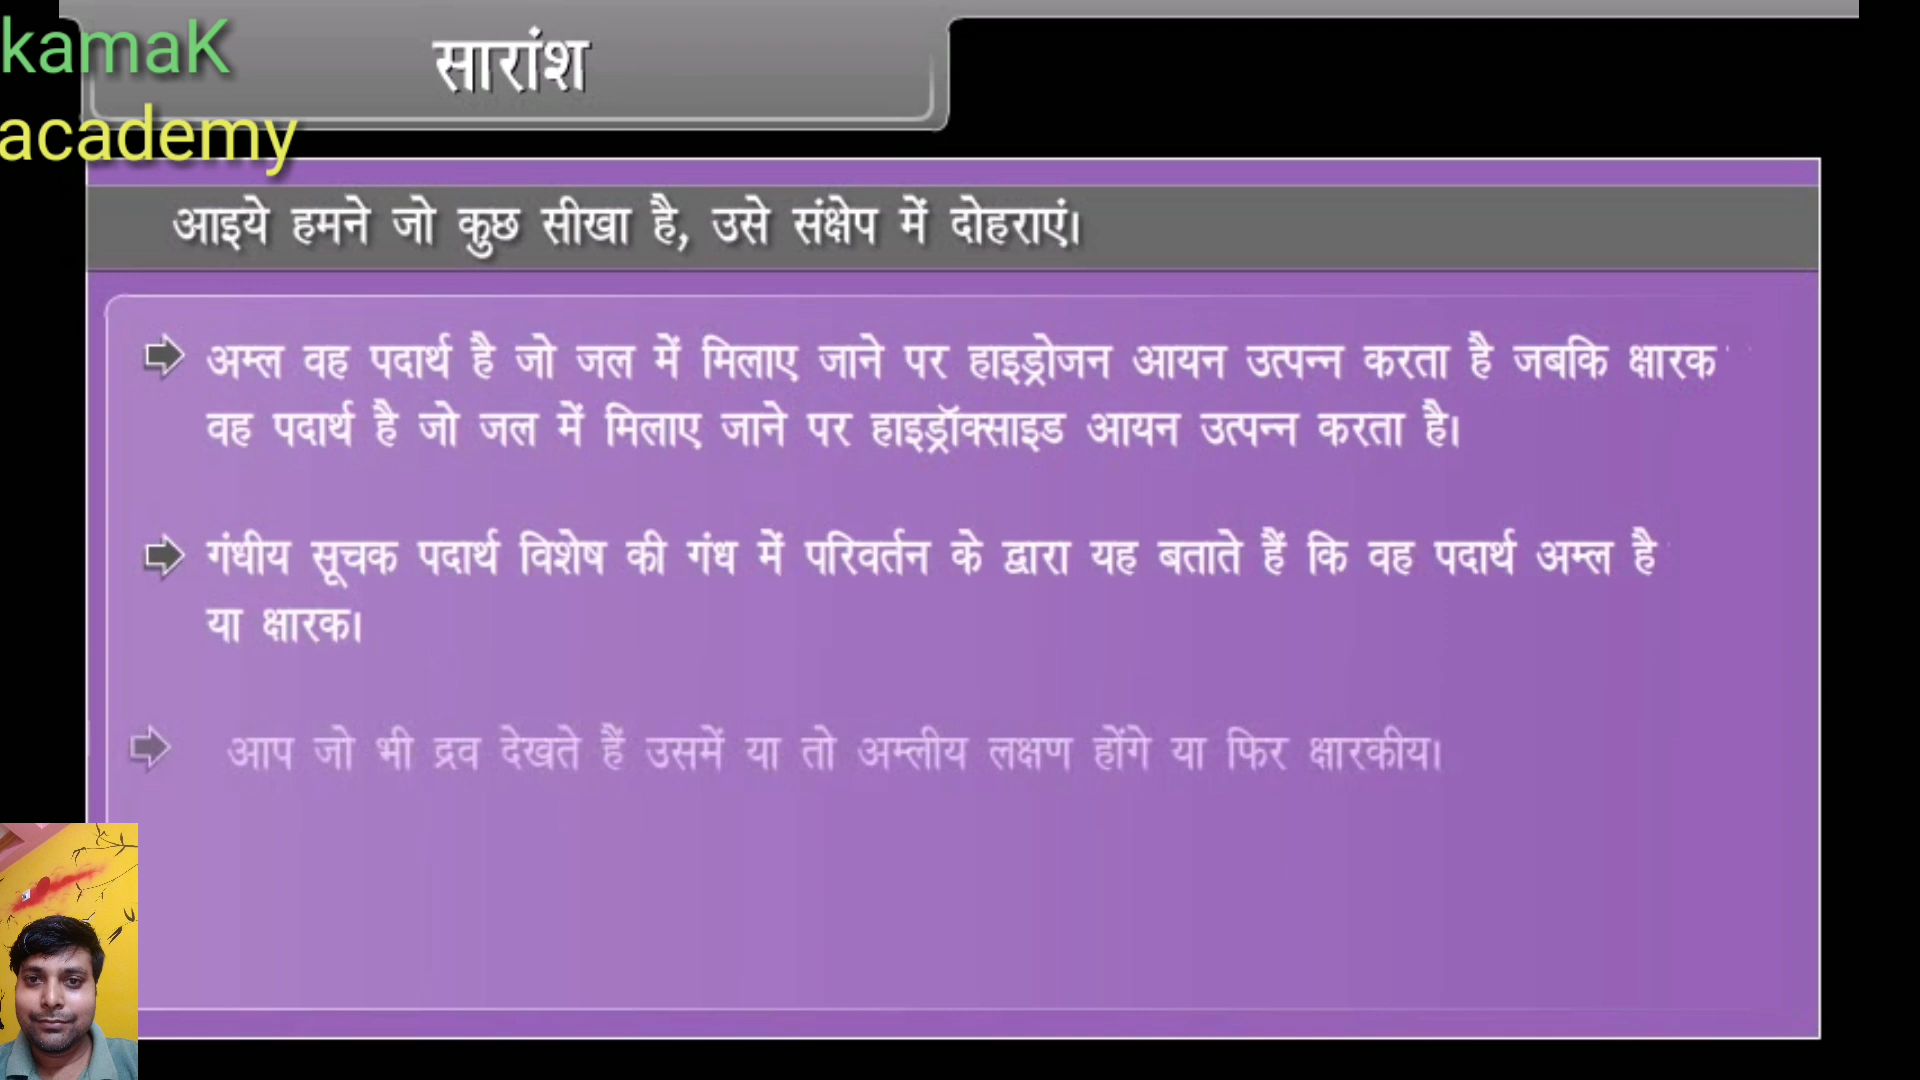 kamaK
academy
सारांश
आइये हमने जो कुछ सीखा है, उसे संक्षेप में दोहराएं।
अम्ल वह पदार्थ है जो जल में मिलाए जाने पर हाइड्रोजन आयन उत्पन्न करता है जबकि क्षारक
वह पदार्थ है जो जल में मिलाए जाने पर हाइड्रॉक्साइड आयन उत्पन्न करता है।
गंधीय सूचक पदार्थ विशेष की गंध में परिवर्तन के द्वारा यह बताते हैं कि वह पदार्थ अम्ल है
या क्षारक।
आप जो भी द्रव देखते हैं उसमें या तो अम्लीय लक्षण होंगे या फिर क्षारकीय।